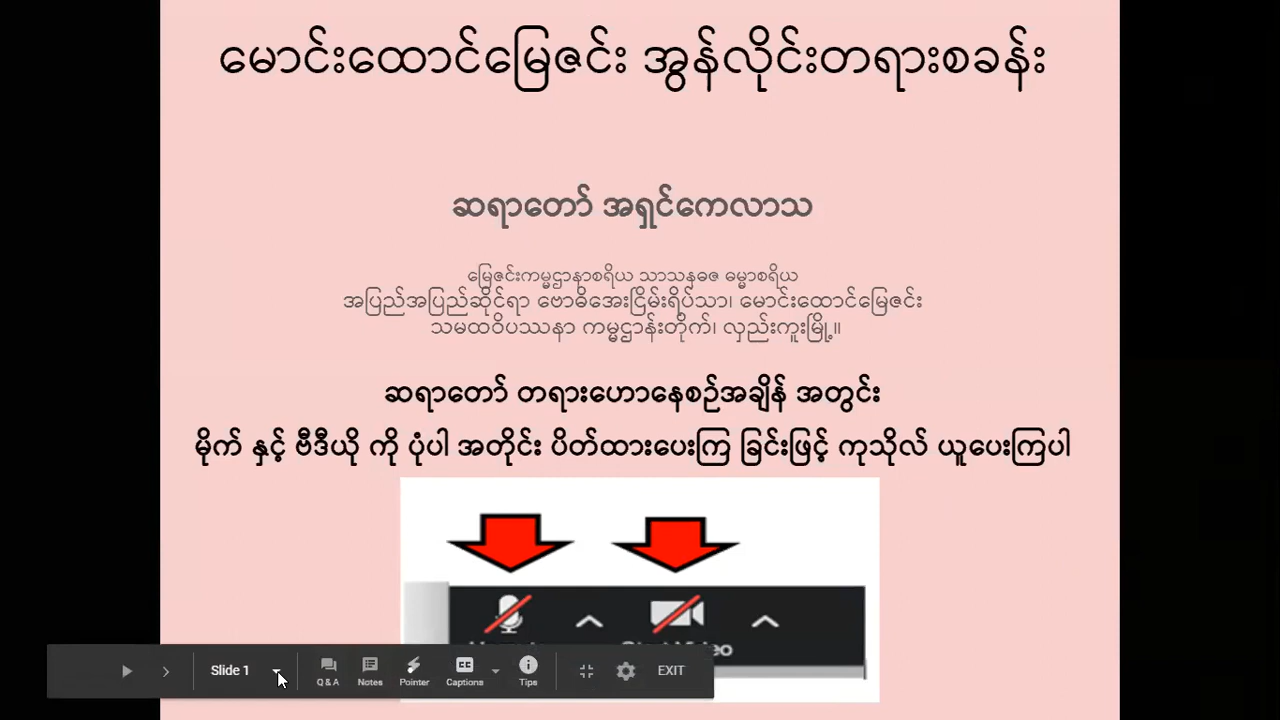 မောင်းထောင်မြေဇင်း အွန်လိုင်းတရားစခန်း
ဆရာတော် အရှင်ကေလာသ
မြေဇင်းကမ္မဌာနာစရိယ သာသနဓဇ ဓမ္မာစရိယ
အပြည်အပြည်ဆိုင်ရာ ဗောဓိအေးငြိမ်းရိပ်သာ၊ မောင်းထောင်မြေဇင်း
သမထဝိပဿနာ ကမ္မဌာန်းတိုက်၊ လှည်းကူးမြို့။
ဆရာတော် တရားဟောနေစဉ်အချိန် အတွင်း
မိုက် နှင့် ဗီဒီယို ကို ပုံပါ အတိုင်း ပိတ်ထားပေးကြ ခြင်းဖြင့် ကုသိုလ် ယူပေးကြပါ
Slide 1
Q & A
Notes
Pointer
Captions
Tips
EXIT